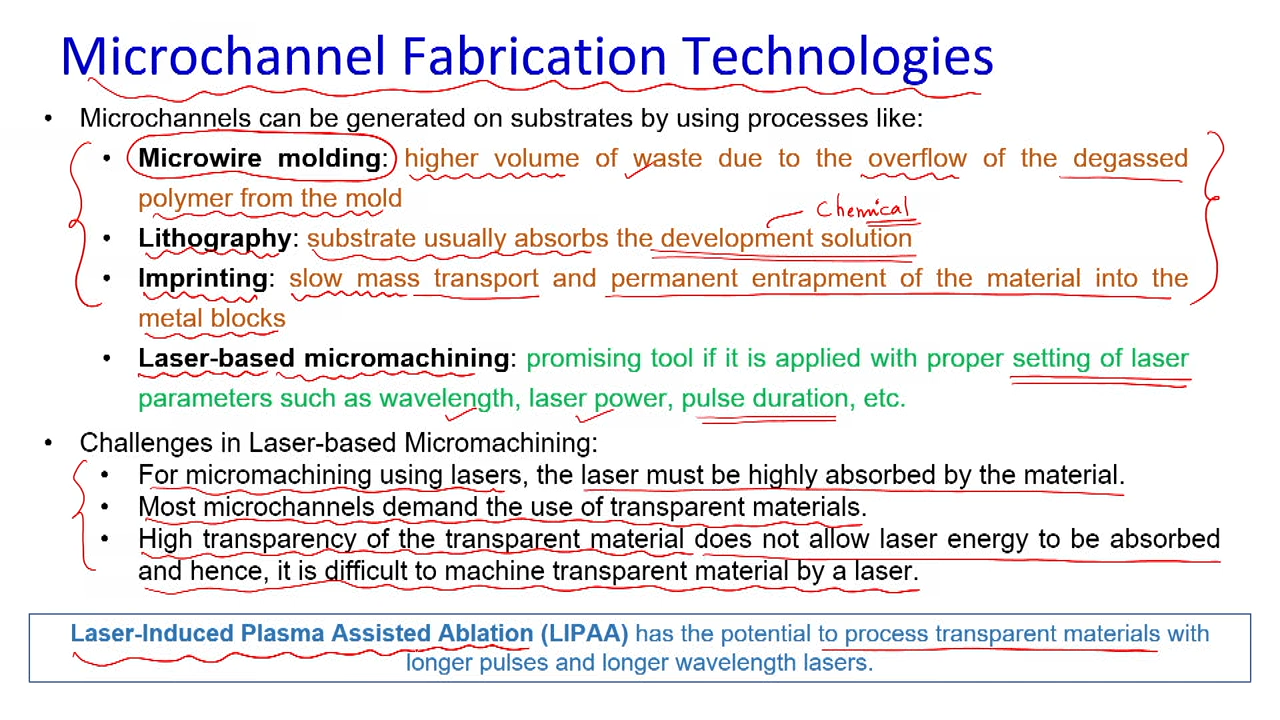 Microchannel Fabrication Technologies
• Microchannels can be generated on substrates by using processes like:
• Microwire molding: higher volume of waste due to the overflow of the degassed
polymer from the mold
Chemical
• Lithography: substrate usually absorbs the development solution
• Imprinting: slow mass transport and permanent entrapment of the material into the
metal blocks
• Laser-based micromachining: promising tool if it is applied with proper setting of laser
parameters such as wavelength, laser power, pulse duration, etc.
• Challenges in Laser-based Micromachining:
• For micromachining using lasers, the laser must be highly absorbed by the material.
• Most microchannels demand the use of transparent materials.
• High transparency of the transparent material does not allow laser energy to be absorbed
and hence, it is difficult to machine transparent material by a laser.
Laser-Induced Plasma Assisted Ablation (LIPAA) has the potential to process transparent materials with
longer pulses and longer wavelength lasers.